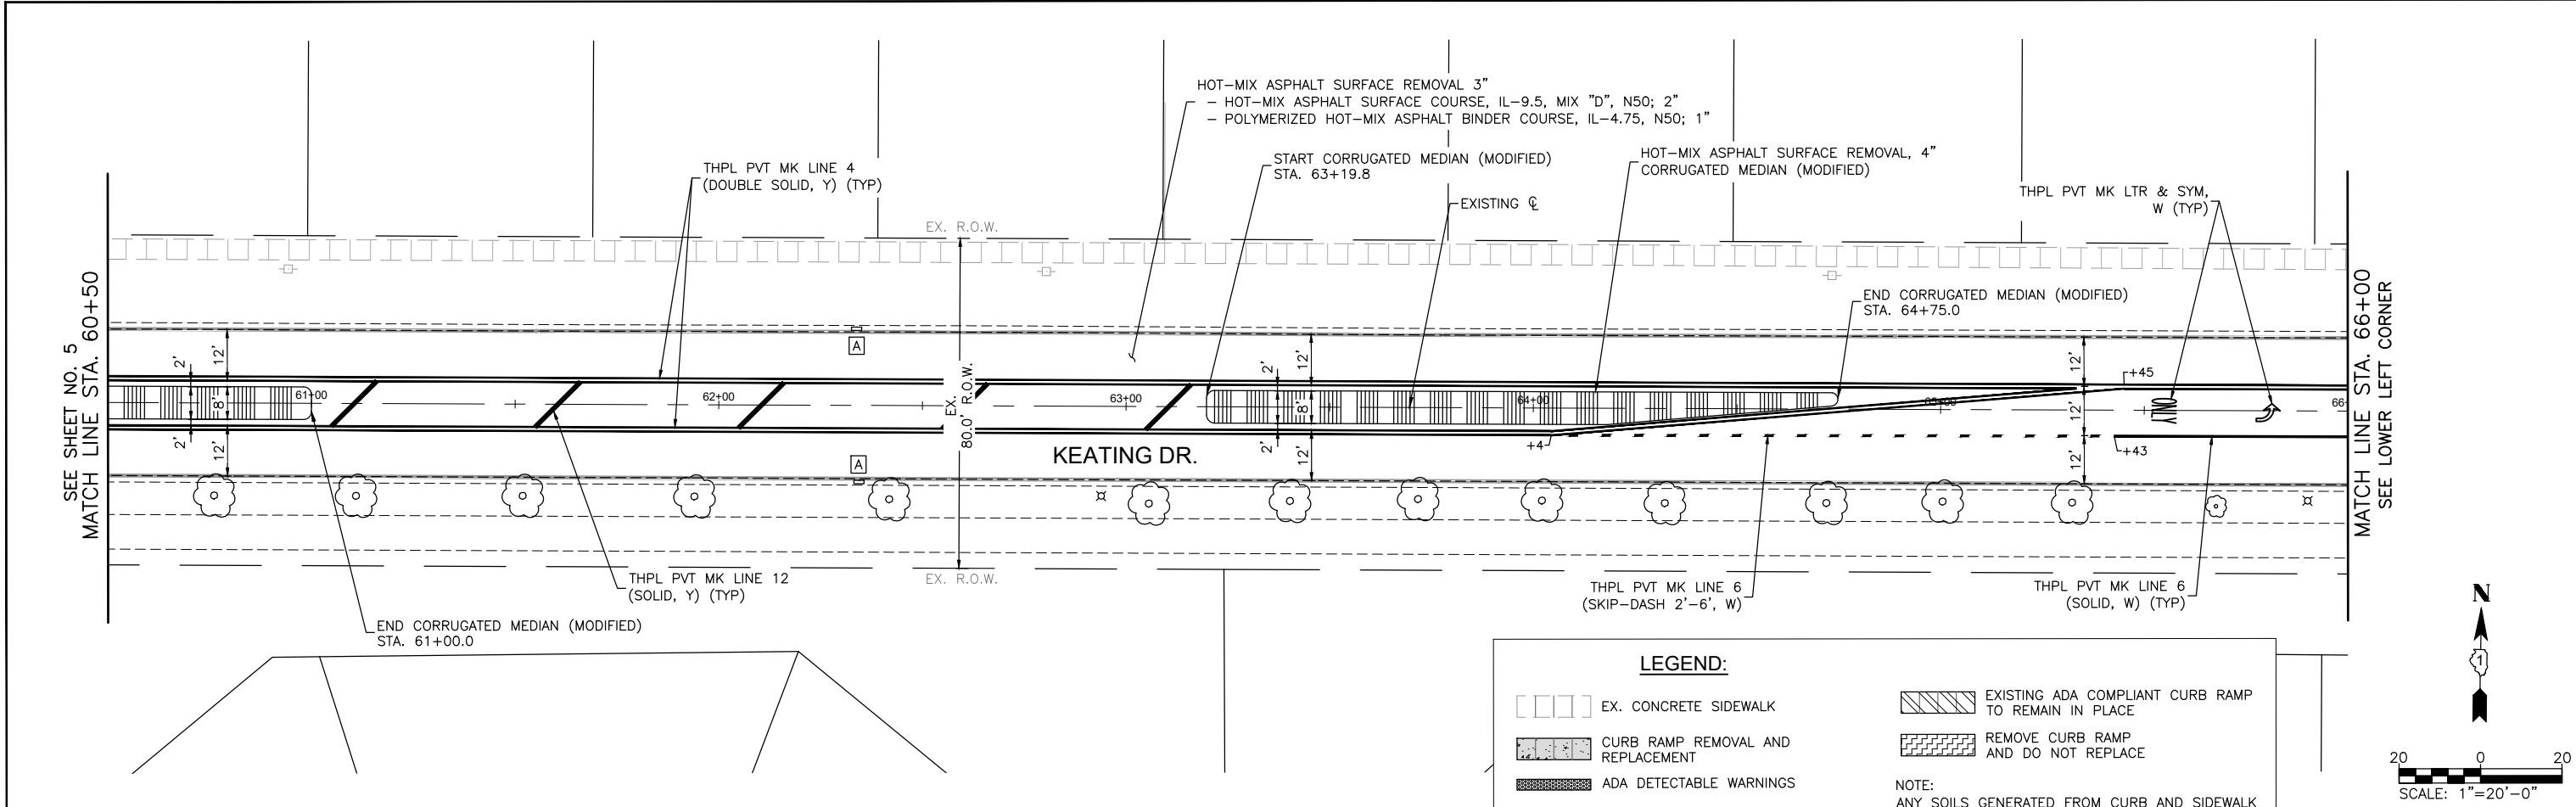 HOT-MIX ASPHALT SURFACE REMOVAL 3"
- HOT-MIX ASPHALT SURFACE COURSE, IL-9.5, MIX "D", N50; 2"
- POLYMERIZED HOT-MIX ASPHALT BINDER COURSE, IL-4.75, N50; 1"
THPL PVT MK LINE 4
(DOUBLE SOLID, Y) (TYP)
START CORRUGATED MEDIAN (MODIFIED)
STA. 63+19.8
HOT-MIX ASPHALT SURFACE REMOVAL, 4"
CORRUGATED MEDIAN (MODIFIED)
EXISTING ℄
THPL PVT MK LTR & SYM,
W (TYP)
EX. R.O.W.
SEE SHEET NO. 5
MATCH LINE STA. 60+50
END CORRUGATED MEDIAN (MODIFIED)
STA. 64+75.0
MATCH LINE STA. 66+00
SEE LOWER LEFT CORNER
2'
12'
8'
2'
12'
A
A
EX.
80.0' R.O.W.
2'
12'
8'
2'
12'
12'
12'
12'
+45
+43
+4
61+00
62+00
63+00
64+00
65+00
66+
ONLY
KEATING DR.
THPL PVT MK LINE 12
(SOLID, Y) (TYP)
EX. R.O.W.
THPL PVT MK LINE 6
(SKIP-DASH 2'-6', W)
THPL PVT MK LINE 6
(SOLID, W) (TYP)
END CORRUGATED MEDIAN (MODIFIED)
STA. 61+00.0
LEGEND:
EX. CONCRETE SIDEWALK
CURB RAMP REMOVAL AND
REPLACEMENT
ADA DETECTABLE WARNINGS
EXISTING ADA COMPLIANT CURB RAMP
TO REMAIN IN PLACE
REMOVE CURB RAMP
AND DO NOT REPLACE
NOTE:
ANY SOILS GENERATED FROM CURB AND SIDEWALK
N
1
20 0 20
SCALE: 1"=20'-0"